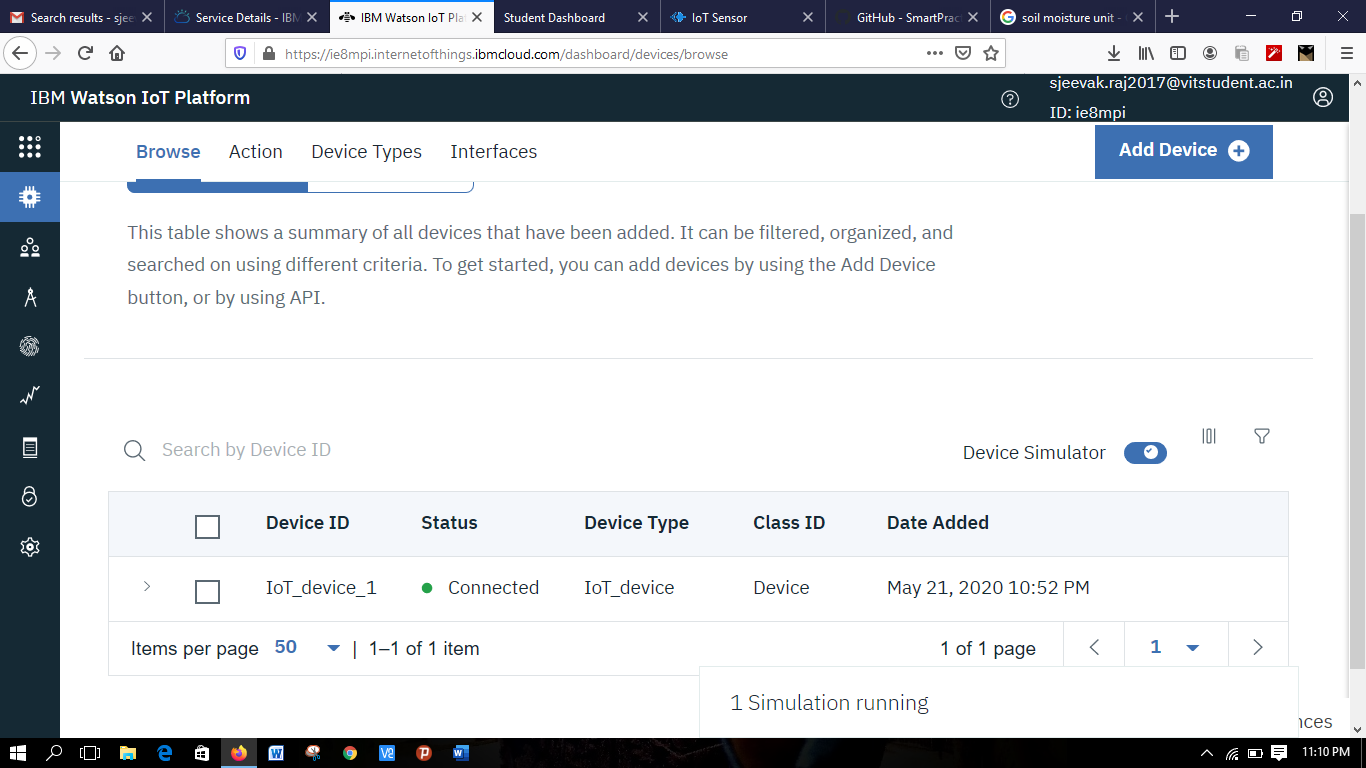 Search results - sjee
Service Details - IBM
IBM Watson IoT Plat
Student Dashboard
IoT Sensor
GitHub - SmartPract
soil moisture unit -
https://ie8mpi.internetofthings.ibmcloud.com/dashboard/devices/browse
IBM Watson IoT Platform
sjeevak.raj2017@vitstudent.ac.in
ID: ie8mpi
Browse Action Device Types Interfaces
Add Device
This table shows a summary of all devices that have been added. It can be filtered, organized, and
searched on using different criteria. To get started, you can add devices by using the Add Device
button, or by using API.
Search by Device ID
Device Simulator
Device ID Status Device Type Class ID Date Added
IoT_device_1 Connected IoT_device Device May 21, 2020 10:52 PM
Items per page 50 | 1–1 of 1 item 1 of 1 page 1
1 Simulation running
nces
11:10 PM